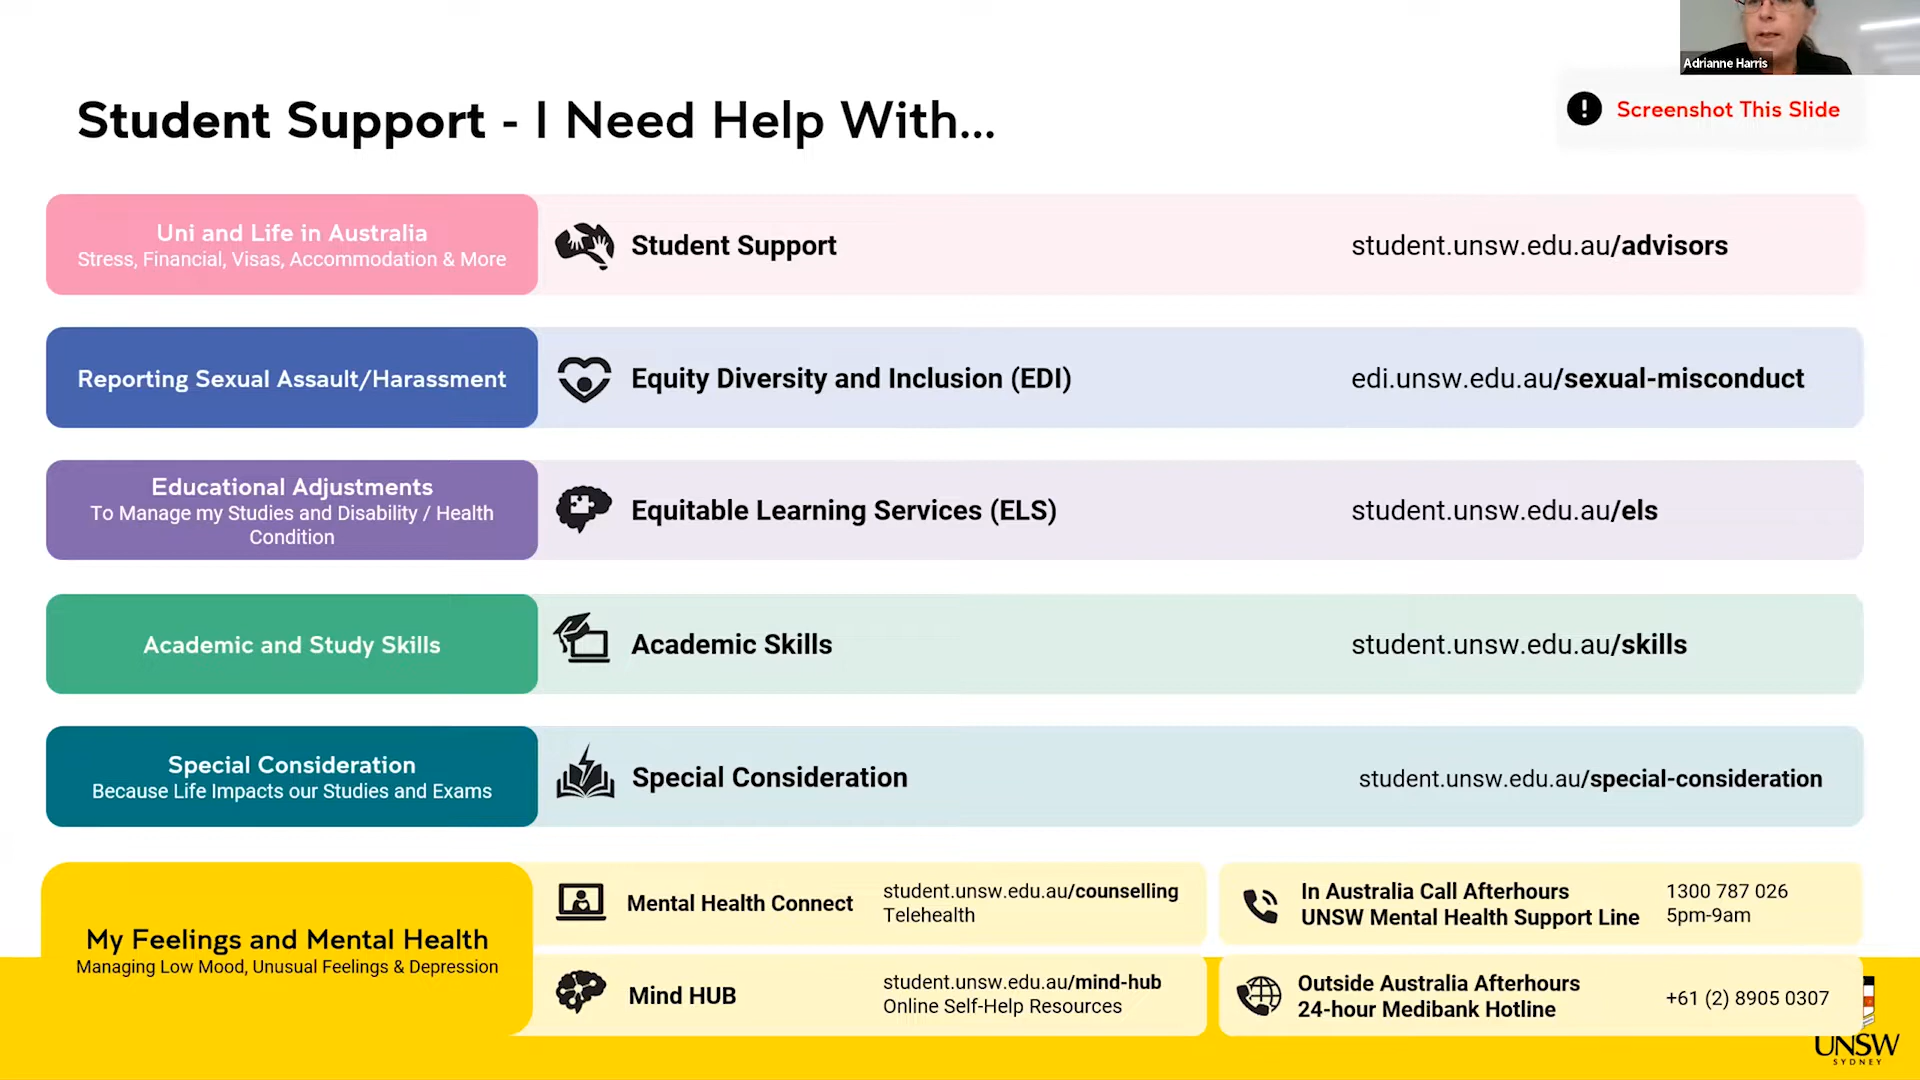 Adrianne Harris
Student Support - I Need Help With...
Screenshot This Slide
Uni and Life in Australia
Stress, Financial, Visas, Accommodation & More
Student Support
student.unsw.edu.au/advisors
Reporting Sexual Assault/Harassment
Equity Diversity and Inclusion (EDI)
edi.unsw.edu.au/sexual-misconduct
Educational Adjustments
To Manage my Studies and Disability / Health
Condition
Equitable Learning Services (ELS)
student.unsw.edu.au/els
Academic and Study Skills
Academic Skills
student.unsw.edu.au/skills
Special Consideration
Because Life Impacts our Studies and Exams
Special Consideration
student.unsw.edu.au/special-consideration
My Feelings and Mental Health
Managing Low Mood, Unusual Feelings & Depression
Mental Health Connect
student.unsw.edu.au/counselling
Telehealth
In Australia Call Afterhours
UNSW Mental Health Support Line
1300 787 026
5pm-9am
Mind HUB
student.unsw.edu.au/mind-hub
Online Self-Help Resources
Outside Australia Afterhours
24-hour Medibank Hotline
+61 (2) 8905 0307
UNSW
SYDNEY